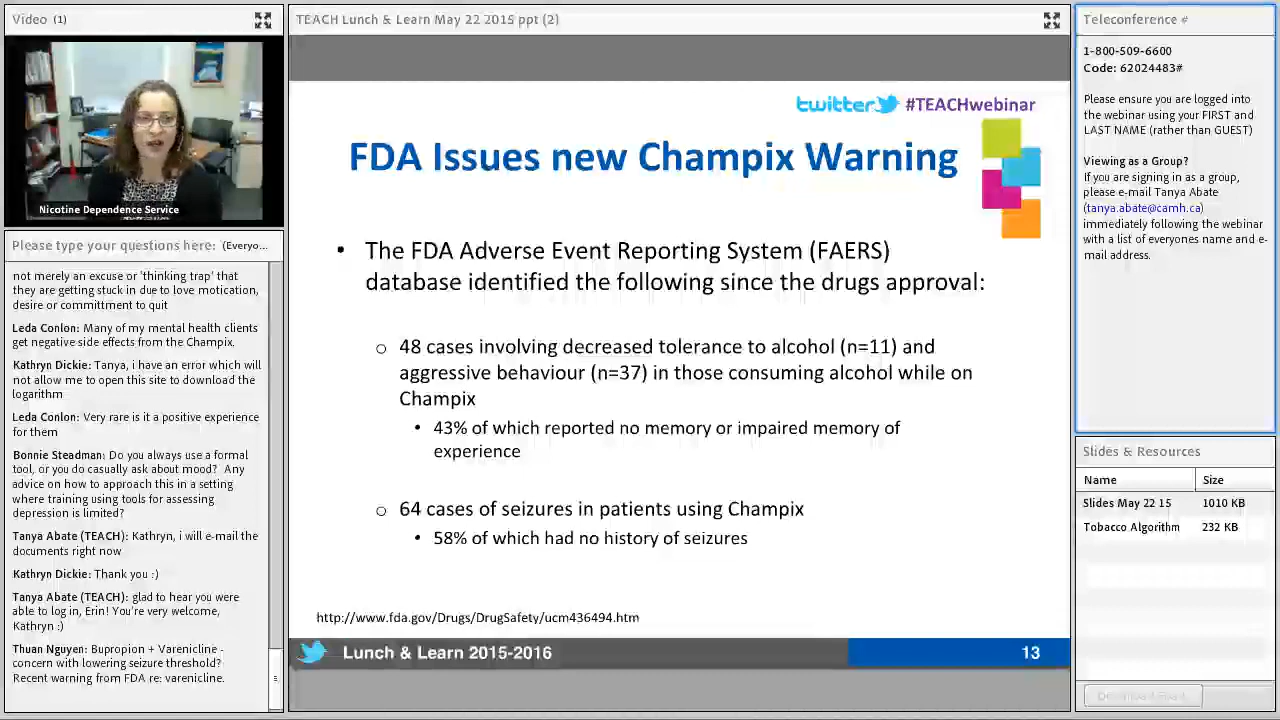 Video (1)
Nicotine Dependence Service
Please type your questions here: (Everyo...
not merely an excuse or 'thinking trap' that
they are getting stuck in due to love motication,
desire or committment to quit
Leda Conlon: Many of my mental health clients
get negative side effects from the Champix.
Kathryn Dickie: Tanya, i have an error which will
not allow me to open this site to download the
logarithm
Leda Conlon: Very rare is it a positive experience
for them
Bonnie Steadman: Do you always use a formal
tool, or you do casually ask about mood? Any
advice on how to approach this in a setting
where training using tools for assessing
depression is limited?
Tanya Abate (TEACH): Kathryn, i will e-mail the
documents right now
Kathryn Dickie: Thank you :)
Tanya Abate (TEACH): glad to hear you were
able to log in, Erin! You're very welcome,
Kathryn :)
Thuan Nguyen: Bupropion + Varenicline -
concern with lowering seizure threshold?
Recent warning from FDA re: varenicline.
TEACH Lunch & Learn May 22 2015 ppt (2)
twitter #TEACHwebinar
FDA Issues new Champix Warning
• The FDA Adverse Event Reporting System (FAERS)
database identified the following since the drugs approval:
o 48 cases involving decreased tolerance to alcohol (n=11) and
aggressive behaviour (n=37) in those consuming alcohol while on
Champix
• 43% of which reported no memory or impaired memory of
experience
o 64 cases of seizures in patients using Champix
• 58% of which had no history of seizures
http://www.fda.gov/Drugs/DrugSafety/ucm436494.htm
Lunch & Learn 2015-2016
13
Teleconference #
1-800-509-6600
Code: 62024483#
Please ensure you are logged into
the webinar using your FIRST and
LAST NAME (rather than GUEST)
Viewing as a Group?
If you are signing in as a group,
please e-mail Tanya Abate
(tanya.abate@camh.ca)
immediately following the webinar
with a list of everyones name and e-
mail address.
Slides & Resources
Name Size
Slides May 22 15 1010 KB
Tobacco Algorithm 232 KB